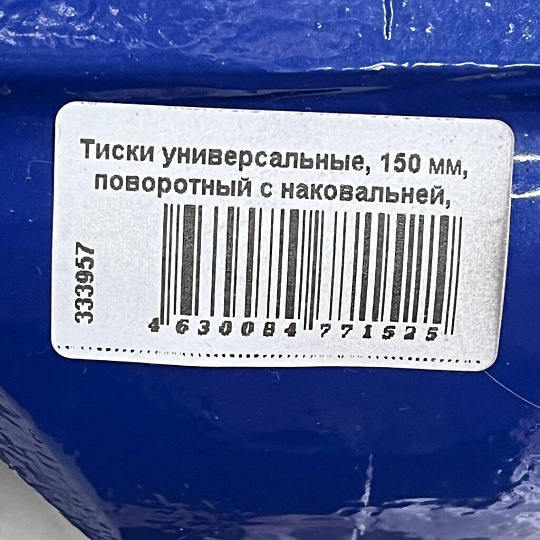 Тиски универсальные, 150 мм,
поворотный с наковальней,
333957
4 630084 771525